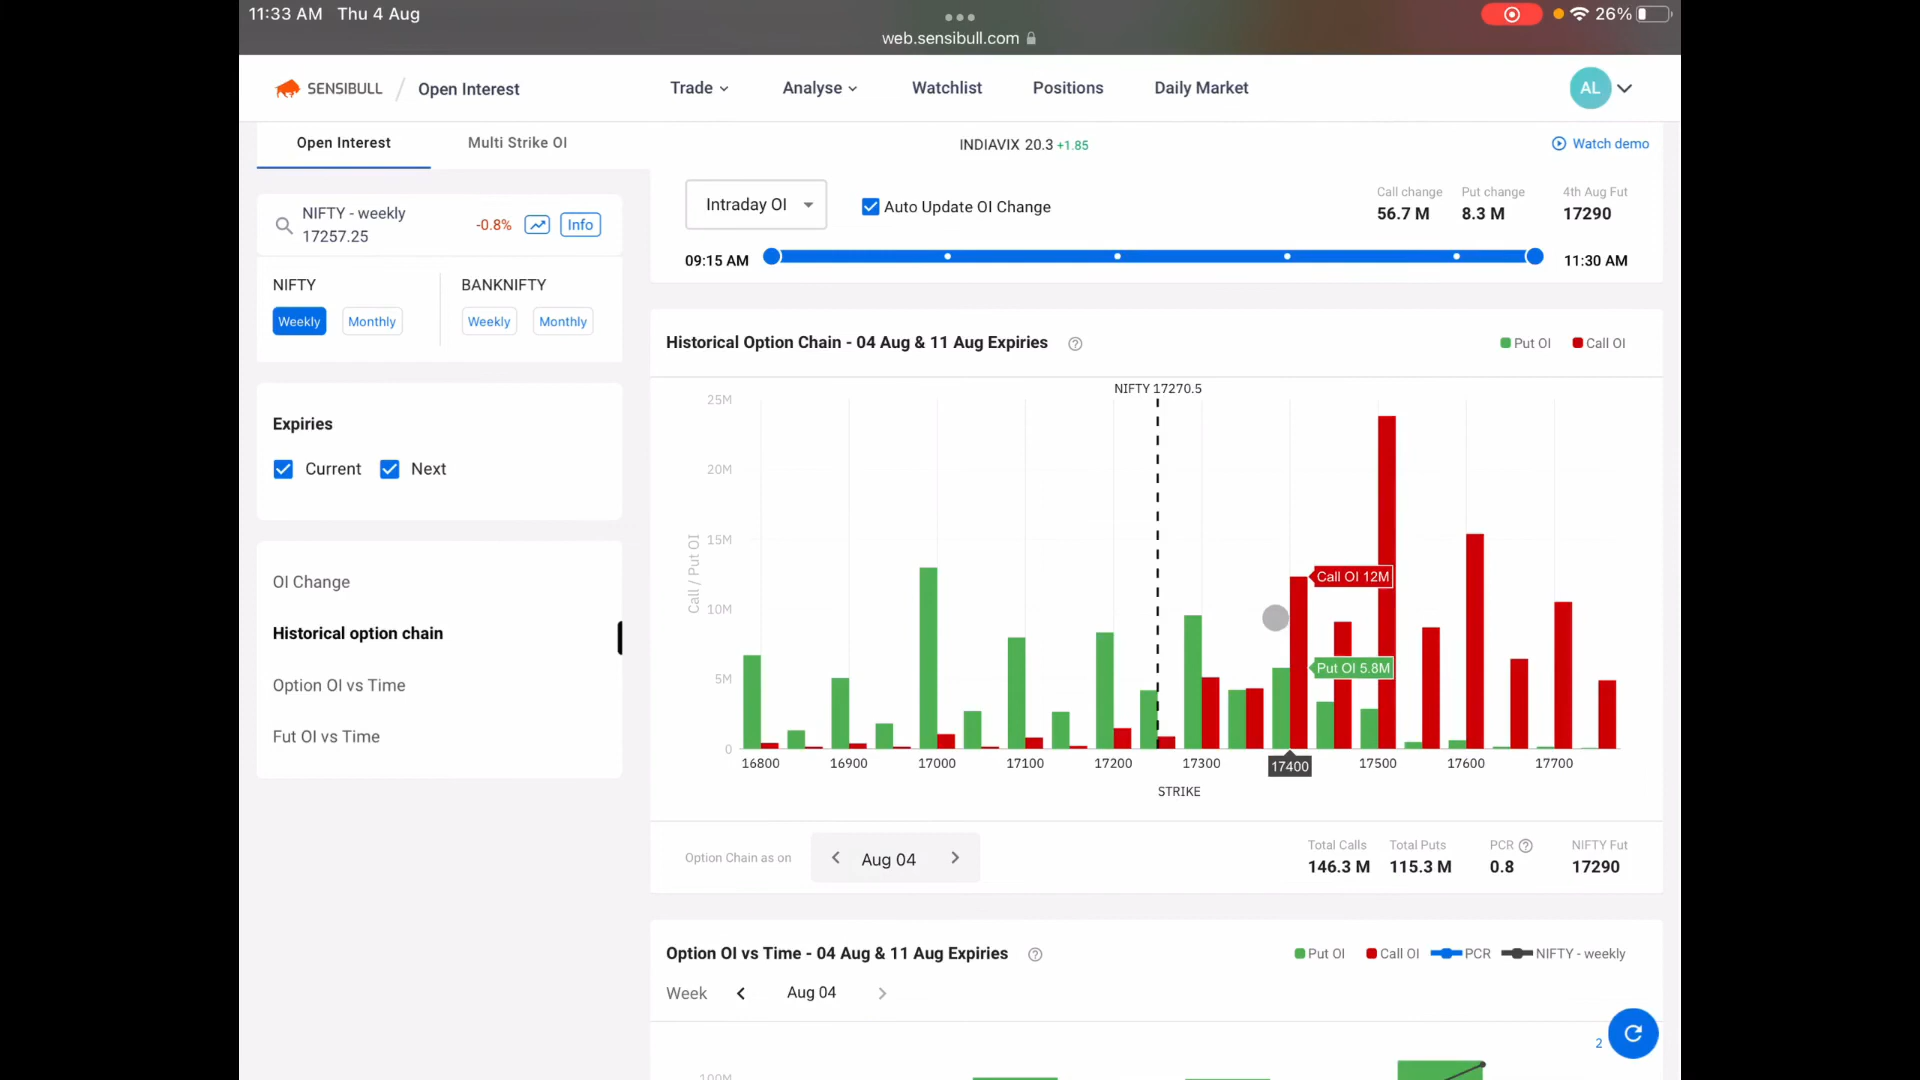 11:33 AM Thu 4 Aug
26%
web.sensibull.com
SENSIBULL / Open Interest
Trade
Analyse
Watchlist
Positions
Daily Market
AL
Open Interest
Multi Strike OI
INDIAVIX 20.3 +1.85
Watch demo
NIFTY - weekly
17257.25
-0.8%
Info
NIFTY
Weekly
Monthly
BANKNIFTY
Weekly
Monthly
Expiries
Current
Next
OI Change
Historical option chain
Option OI vs Time
Fut OI vs Time
Intraday OI
Auto Update OI Change
Call change
56.7 M
Put change
8.3 M
4th Aug Fut
17290
09:15 AM
11:30 AM
Historical Option Chain - 04 Aug & 11 Aug Expiries
Put OI
Call OI
NIFTY 17270.5
25M
20M
15M
10M
5M
0
Call / Put OI
Call OI 12M
Put OI 5.8M
16800
16900
17000
17100
17200
17300
17400
17500
17600
17700
STRIKE
Option Chain as on
Aug 04
Total Calls
146.3 M
Total Puts
115.3 M
PCR
0.8
NIFTY Fut
17290
Option OI vs Time - 04 Aug & 11 Aug Expiries
Put OI
Call OI
PCR
NIFTY - weekly
Week
Aug 04
2
100M